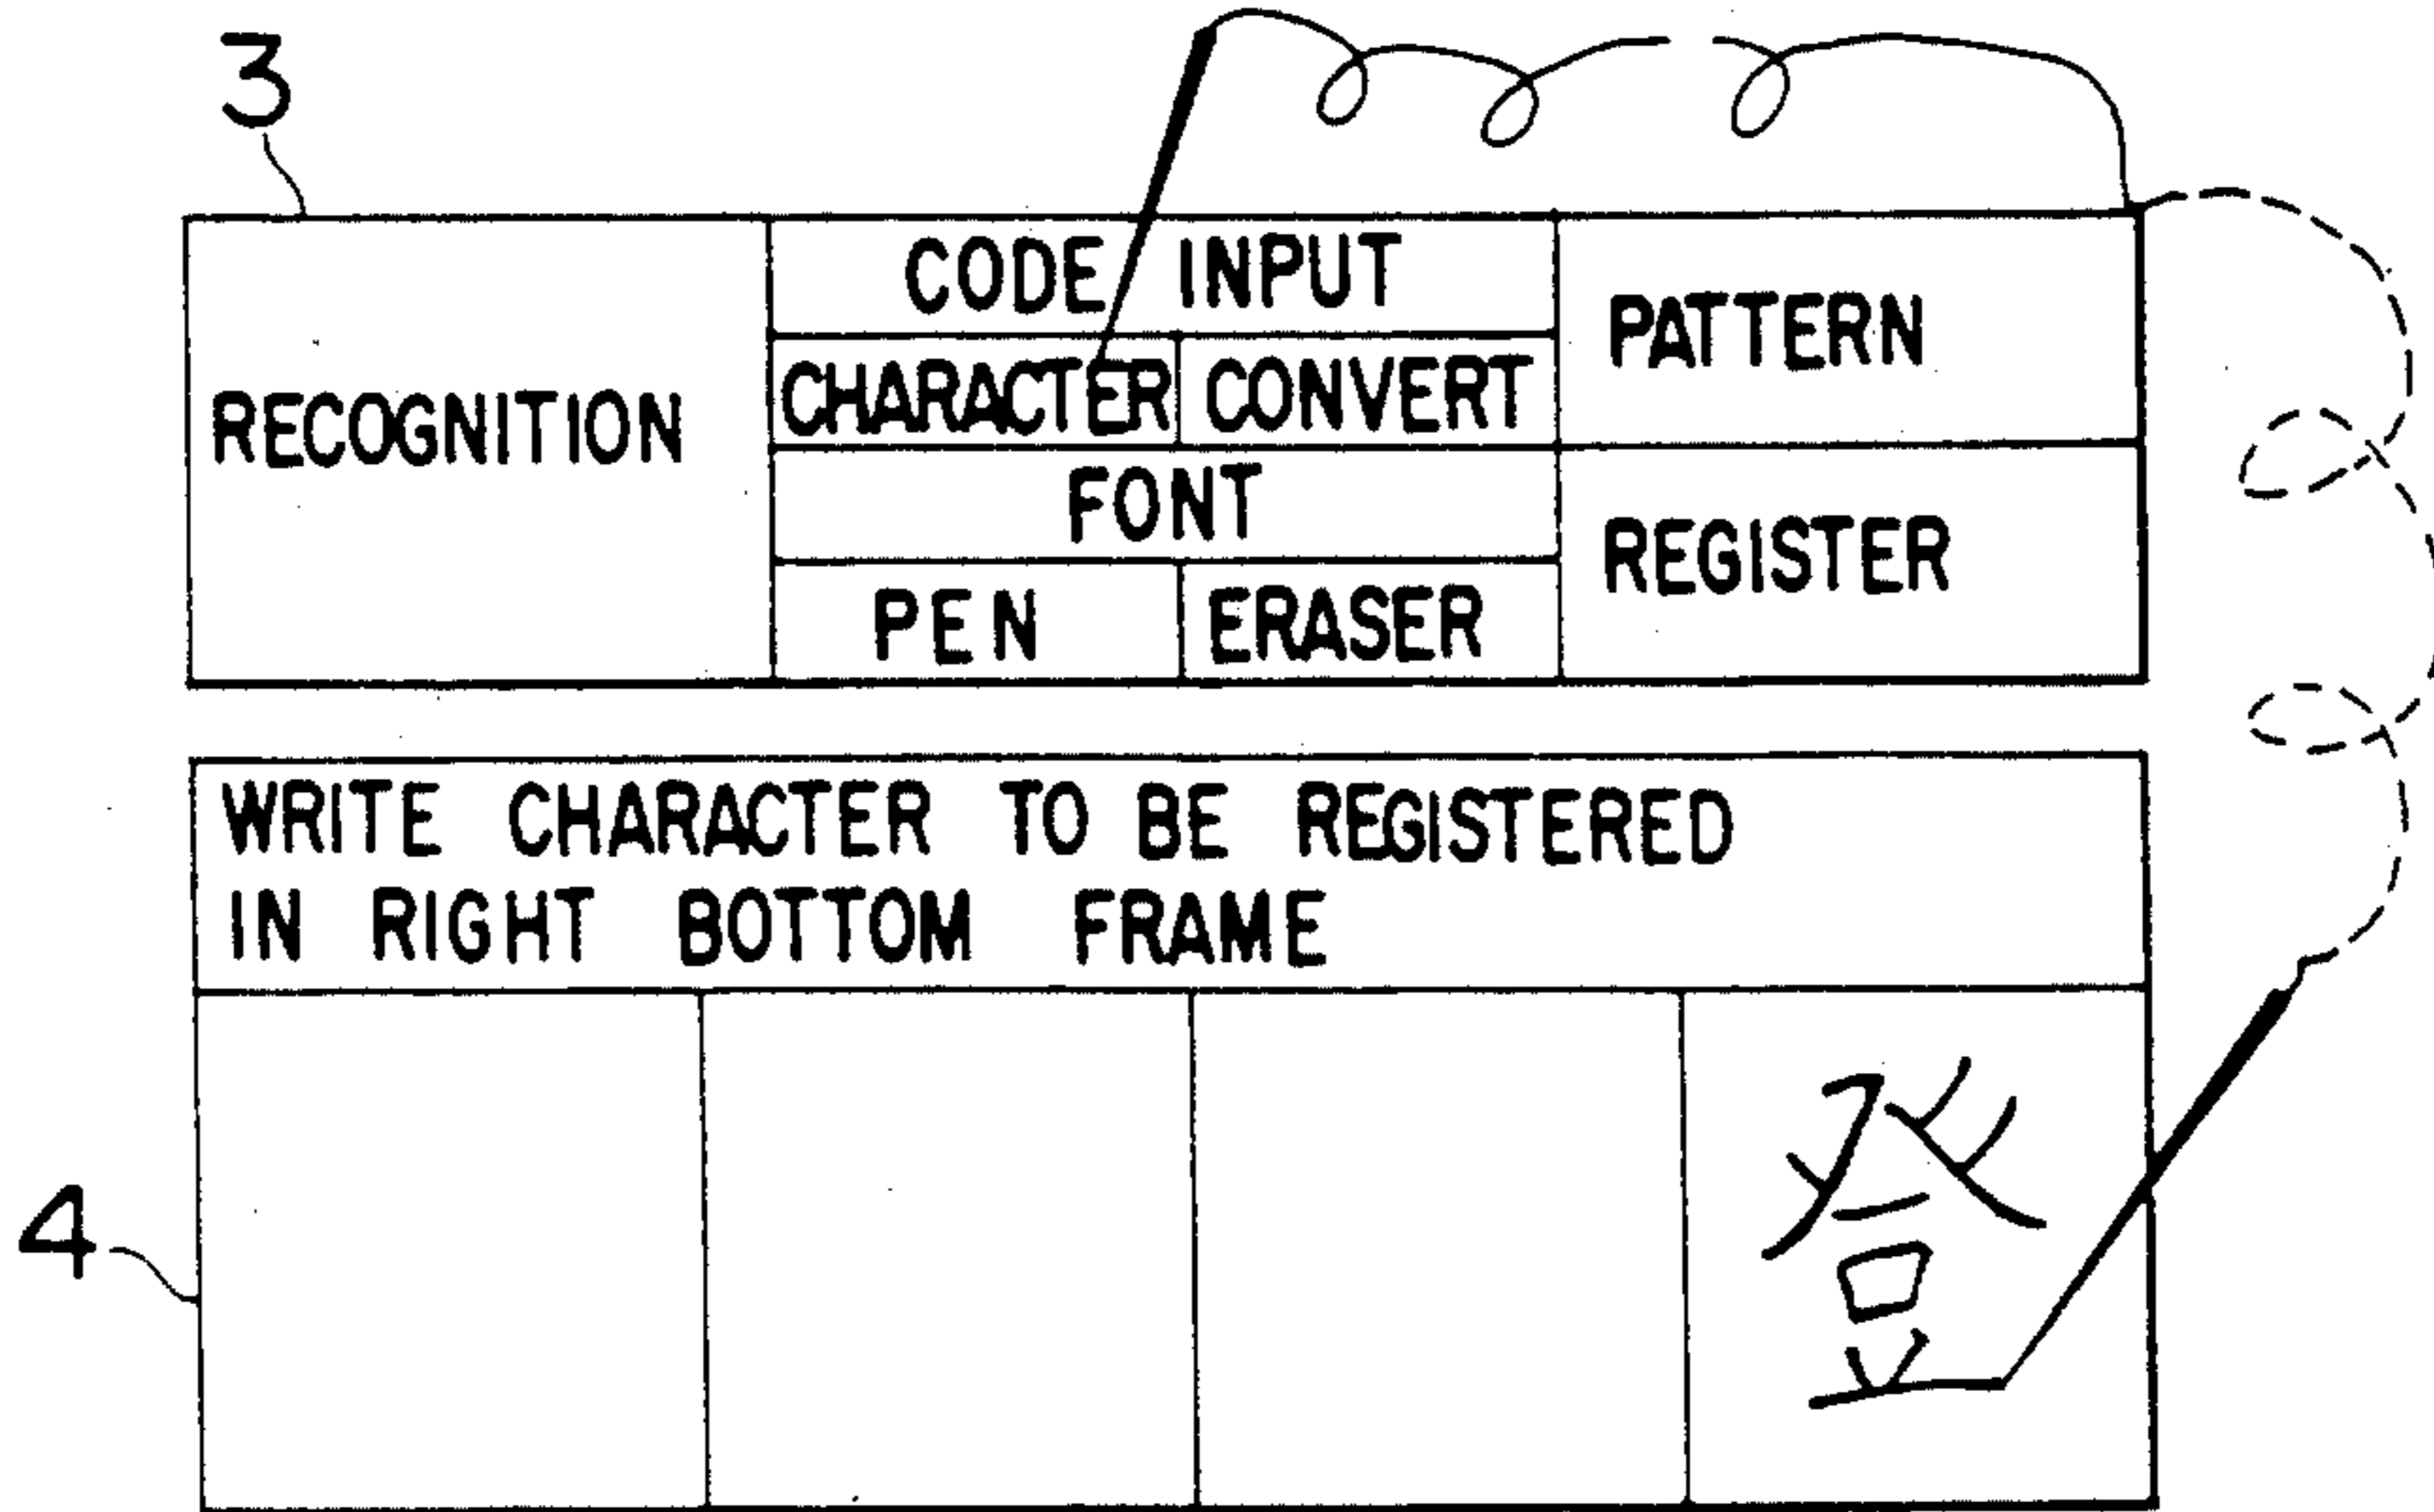 3
RECOGNITION
CODE INPUT
CHARACTER CONVERT
FONT
PEN ERASER
PATTERN
REGISTER
WRITE CHARACTER TO BE REGISTERED
IN RIGHT BOTTOM FRAME
4
登